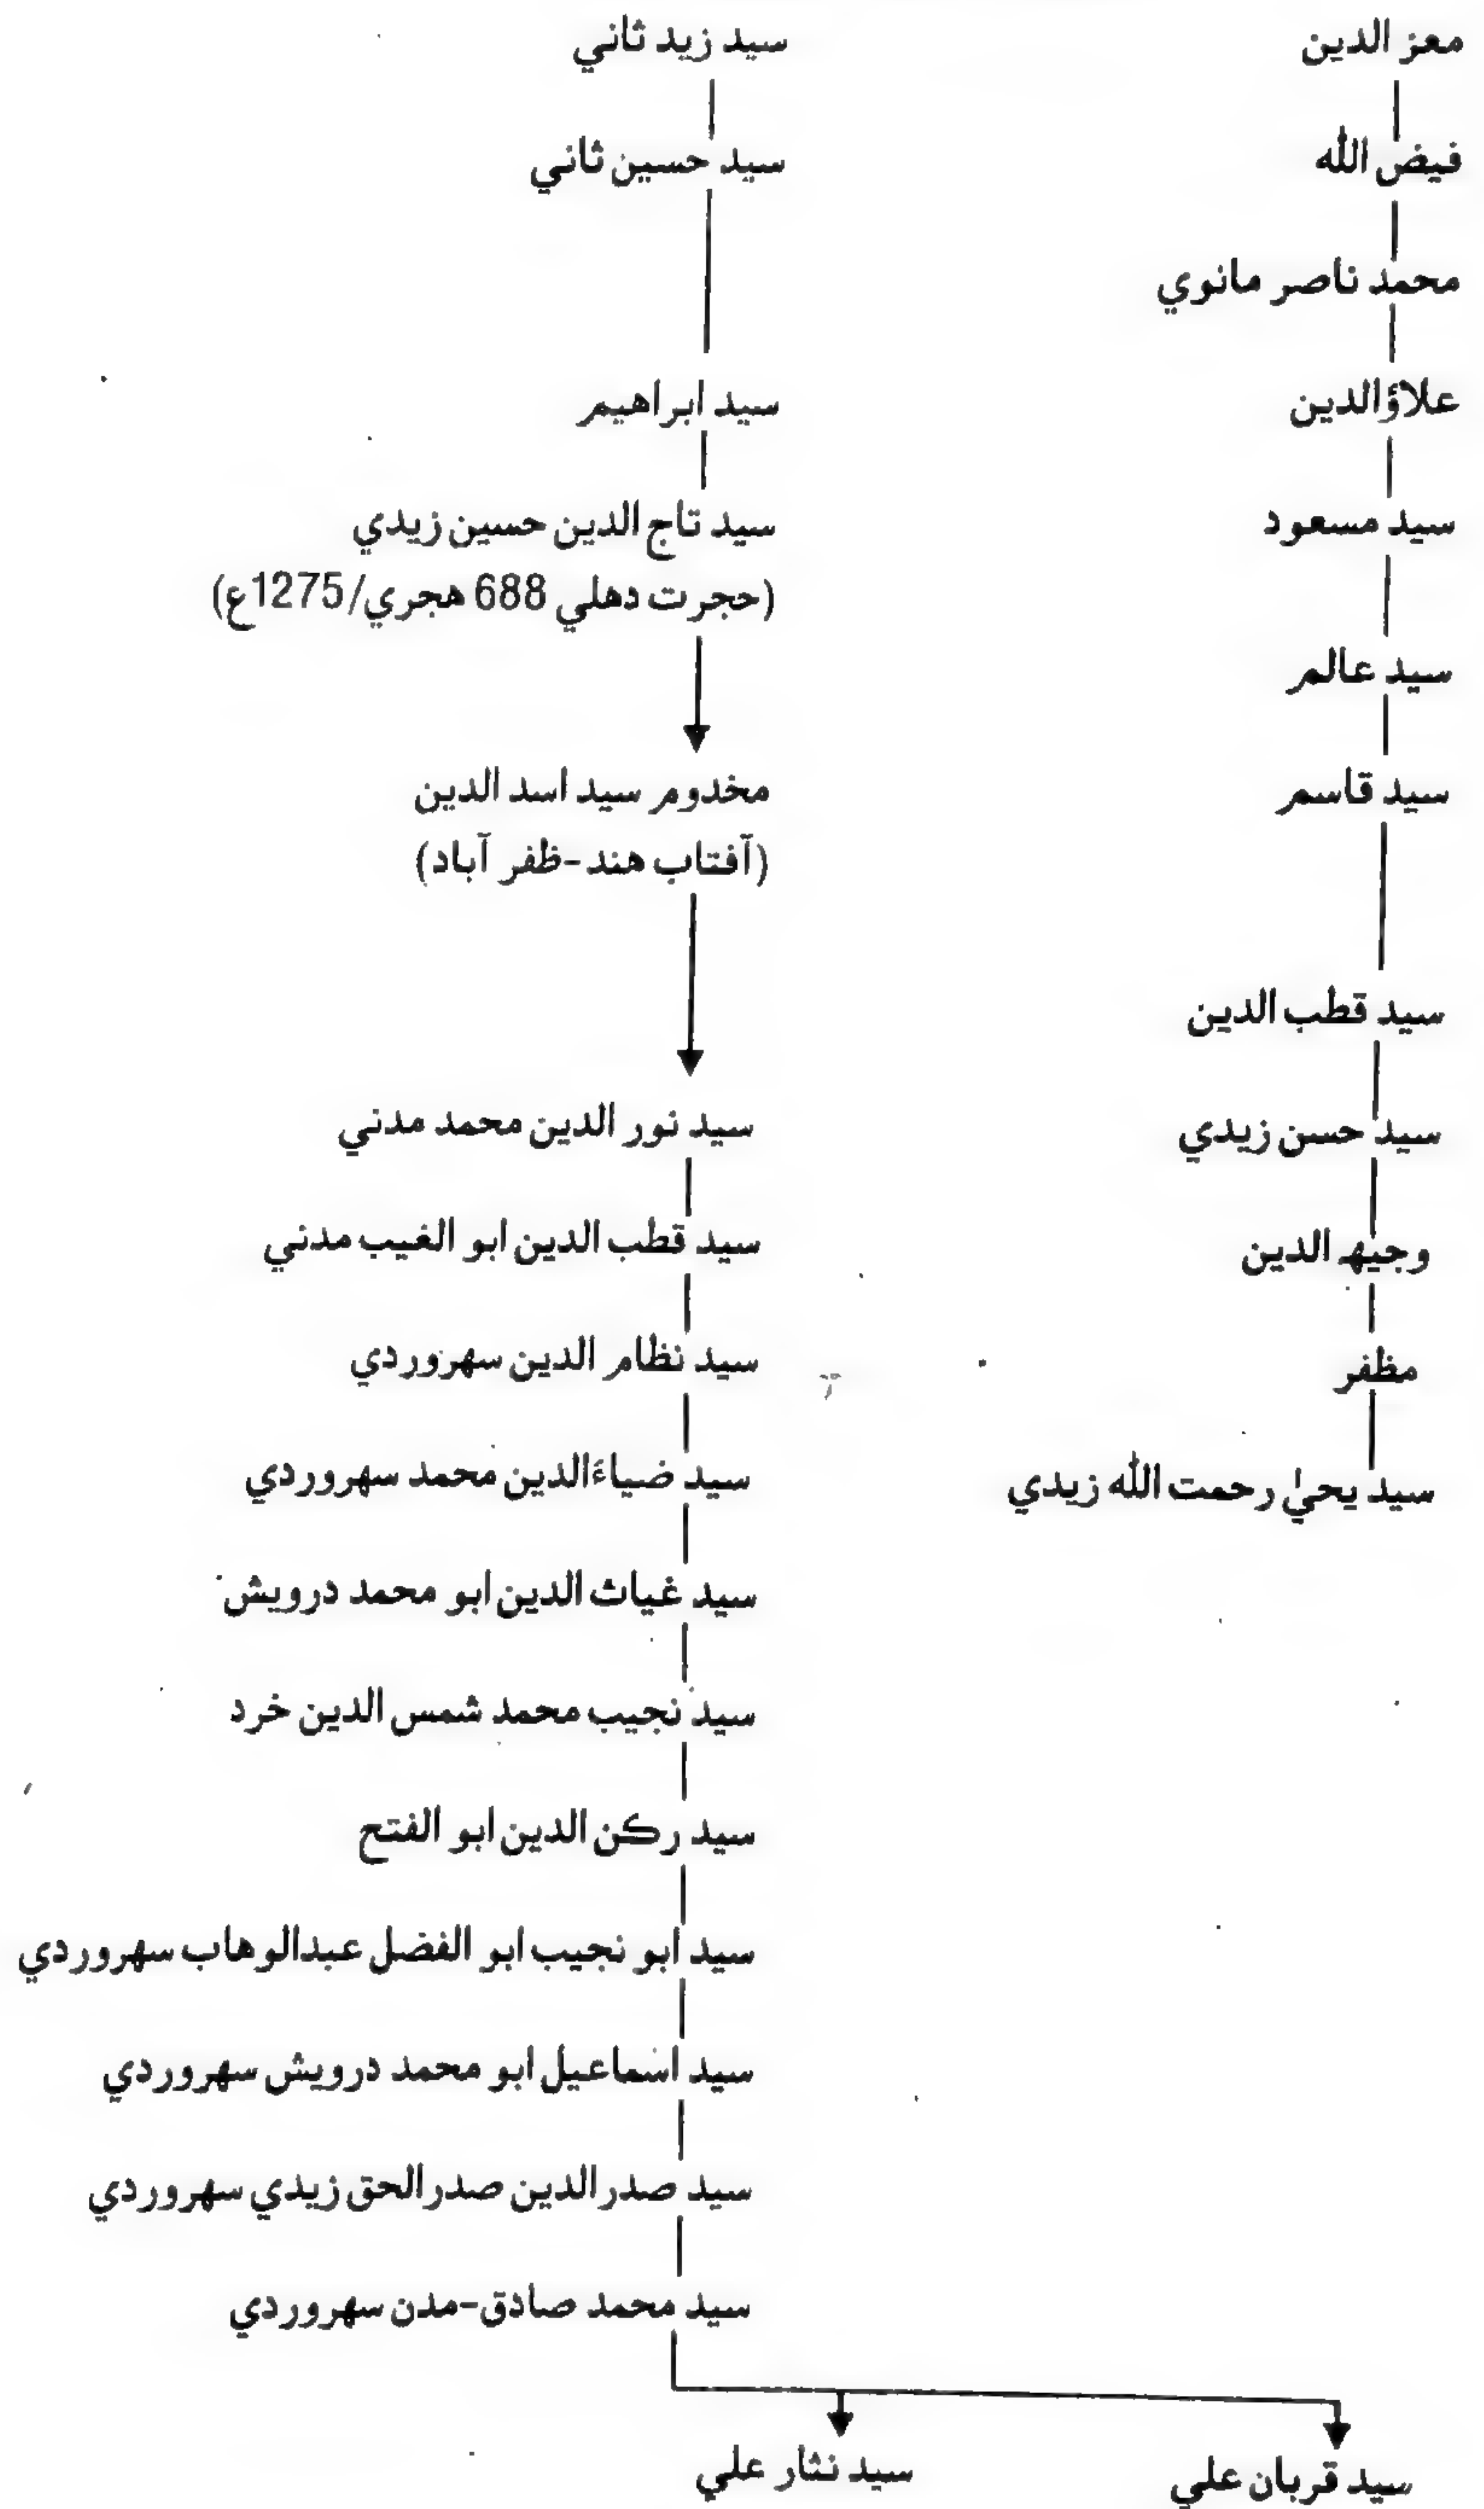 معز الدين
فيض الله
محمد ناصر مانوي
علاؤالدين
سيد مسعود
سيد عالم
سيد قاسم
سيد قطب الدين
سيد حسن زيدي
وجيهه الدين
مظفر
سيد يحيٰ رحمت الله زيدي
سيد زيد ثاني
سيد حسين ثاني
سيد ابراهيم
سيد تاج الدين حسين زيدي
(حجرت دهلي 688 هجري/1275ع)
مخدوم سيد اسد الدين
(آفتاب هند-ظفر آباد)
سيد نور الدين محمد مدني
سيد قطب الدين ابو الغيب مدني
سيد نظام الدين سهروردي
سيد ضياءالدين محمد سهروردي
سيد غياث الدين ابو محمد درويش
سيد نجيب محمد شمس الدين خرد
سيد ركن الدين ابو الفتح
سيد ابو نجيب ابو الفضل عبدالوهاب سهروردي
سيد اسماعيل ابو محمد درويش سهروردي
سيد صدرالدين صدرالحق زيدي سهروردي
سيد محمد صادق-مدن سهروردي
سيد قربان علي
سيد نثار علي